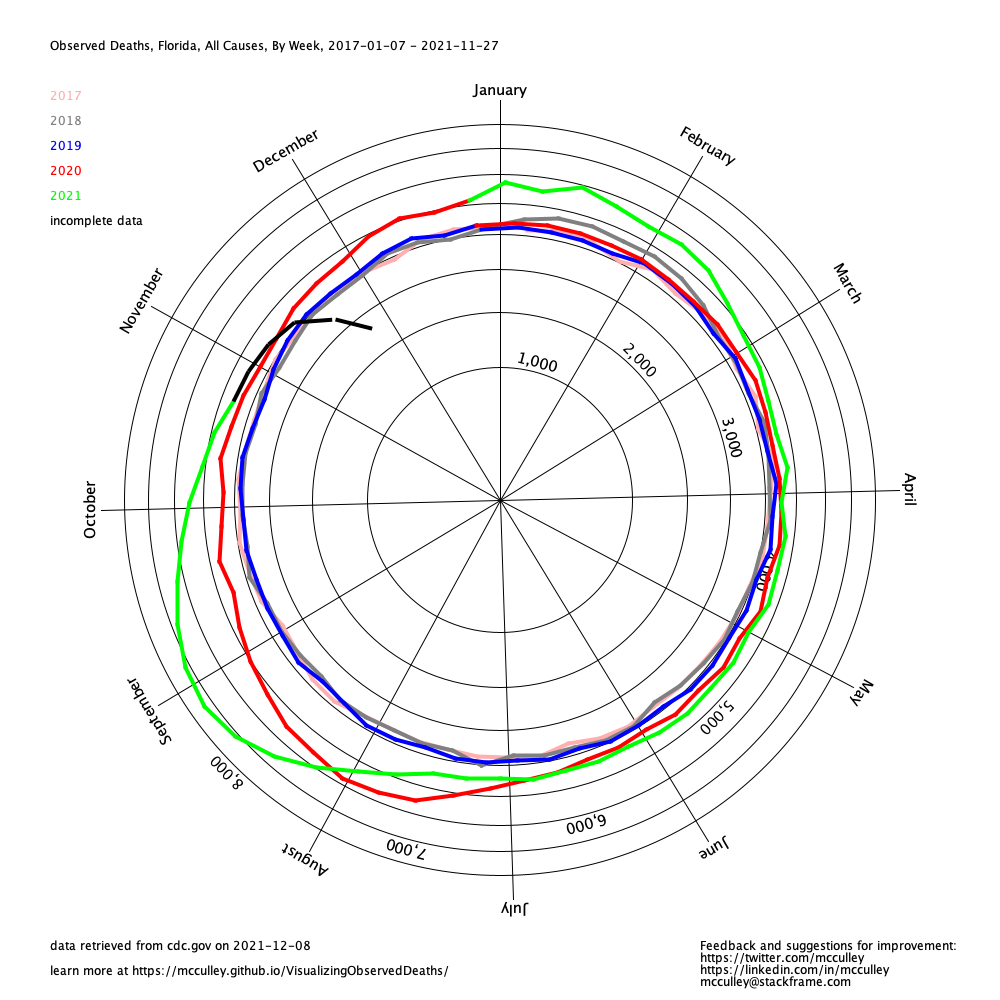 Observed Deaths, Florida, All Causes, By Week, 2017-01-07 - 2021-11-27
January
2017
2018
2019
2020
2021
incomplete data
December
February
November
March
1,000
2,000
3,000
October
April
4,000
September
May
5,000
8,000
6,000
7,000
August
June
July
data retrieved from cdc.gov on 2021-12-08
learn more at https://mcculley.github.io/VisualizingObservedDeaths/
Feedback and suggestions for improvement:
https://twitter.com/mcculley
https://linkedin.com/in/mcculley
mcculley@stackframe.com